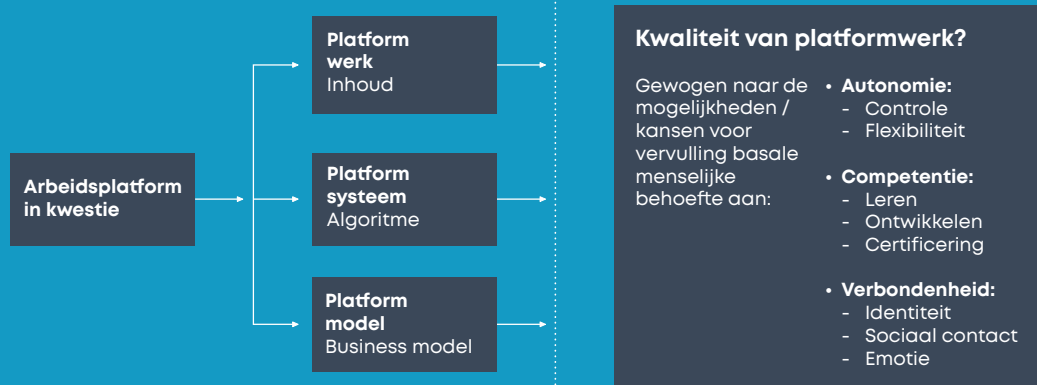 Arbeidsplatform
in kwestie
Platform
werk
Inhoud
Platform
systeem
Algoritme
Platform
model
Business model
Kwaliteit van platformwerk?
Gewogen naar de
mogelijkheden /
kansen voor
vervulling basale
menselijke
behoefte aan:
• Autonomie:
- Controle
- Flexibiliteit
• Competentie:
- Leren
- Ontwikkelen
- Certificering
• Verbondenheid:
- Identiteit
- Sociaal contact
- Emotie